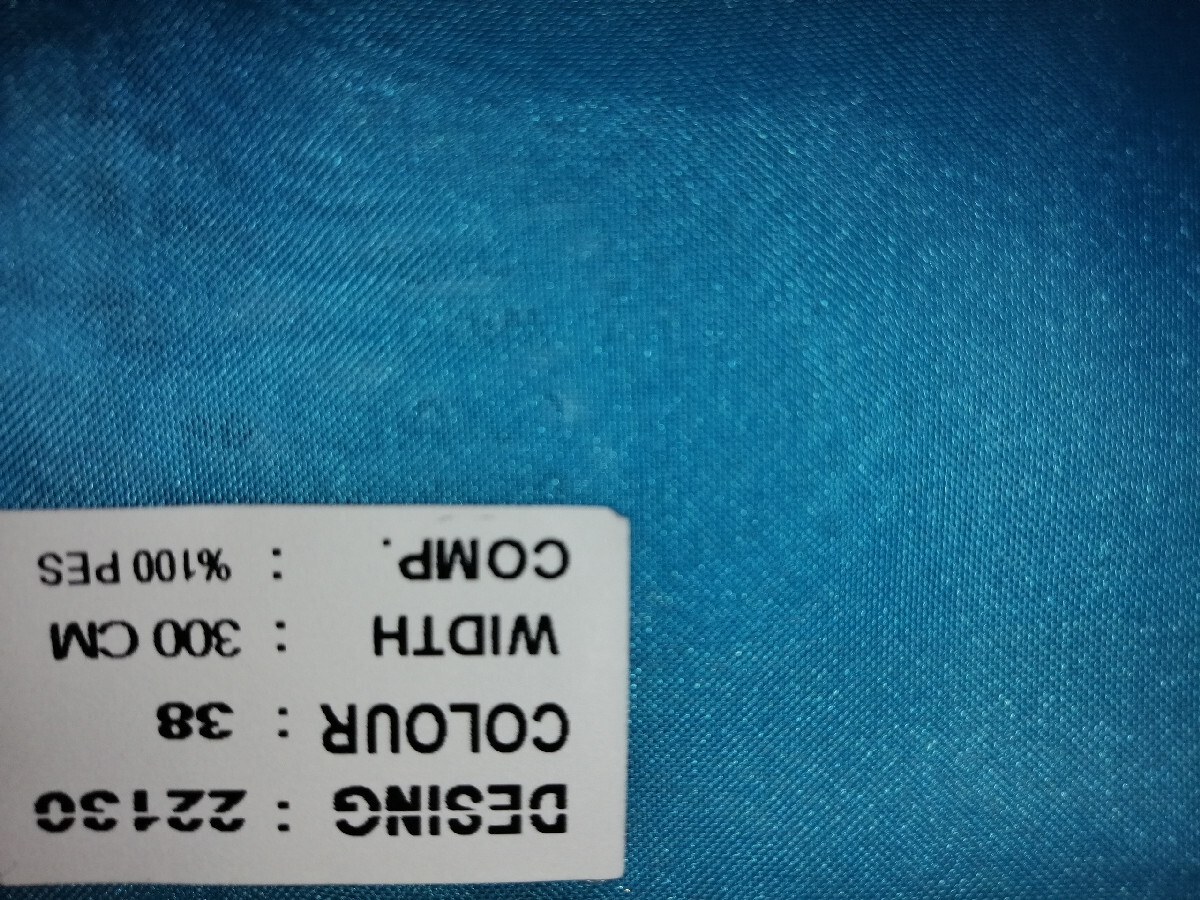 DESING : 22130
COLOUR : 38
WIDTH : 300 CM
COMP. : %100 PES